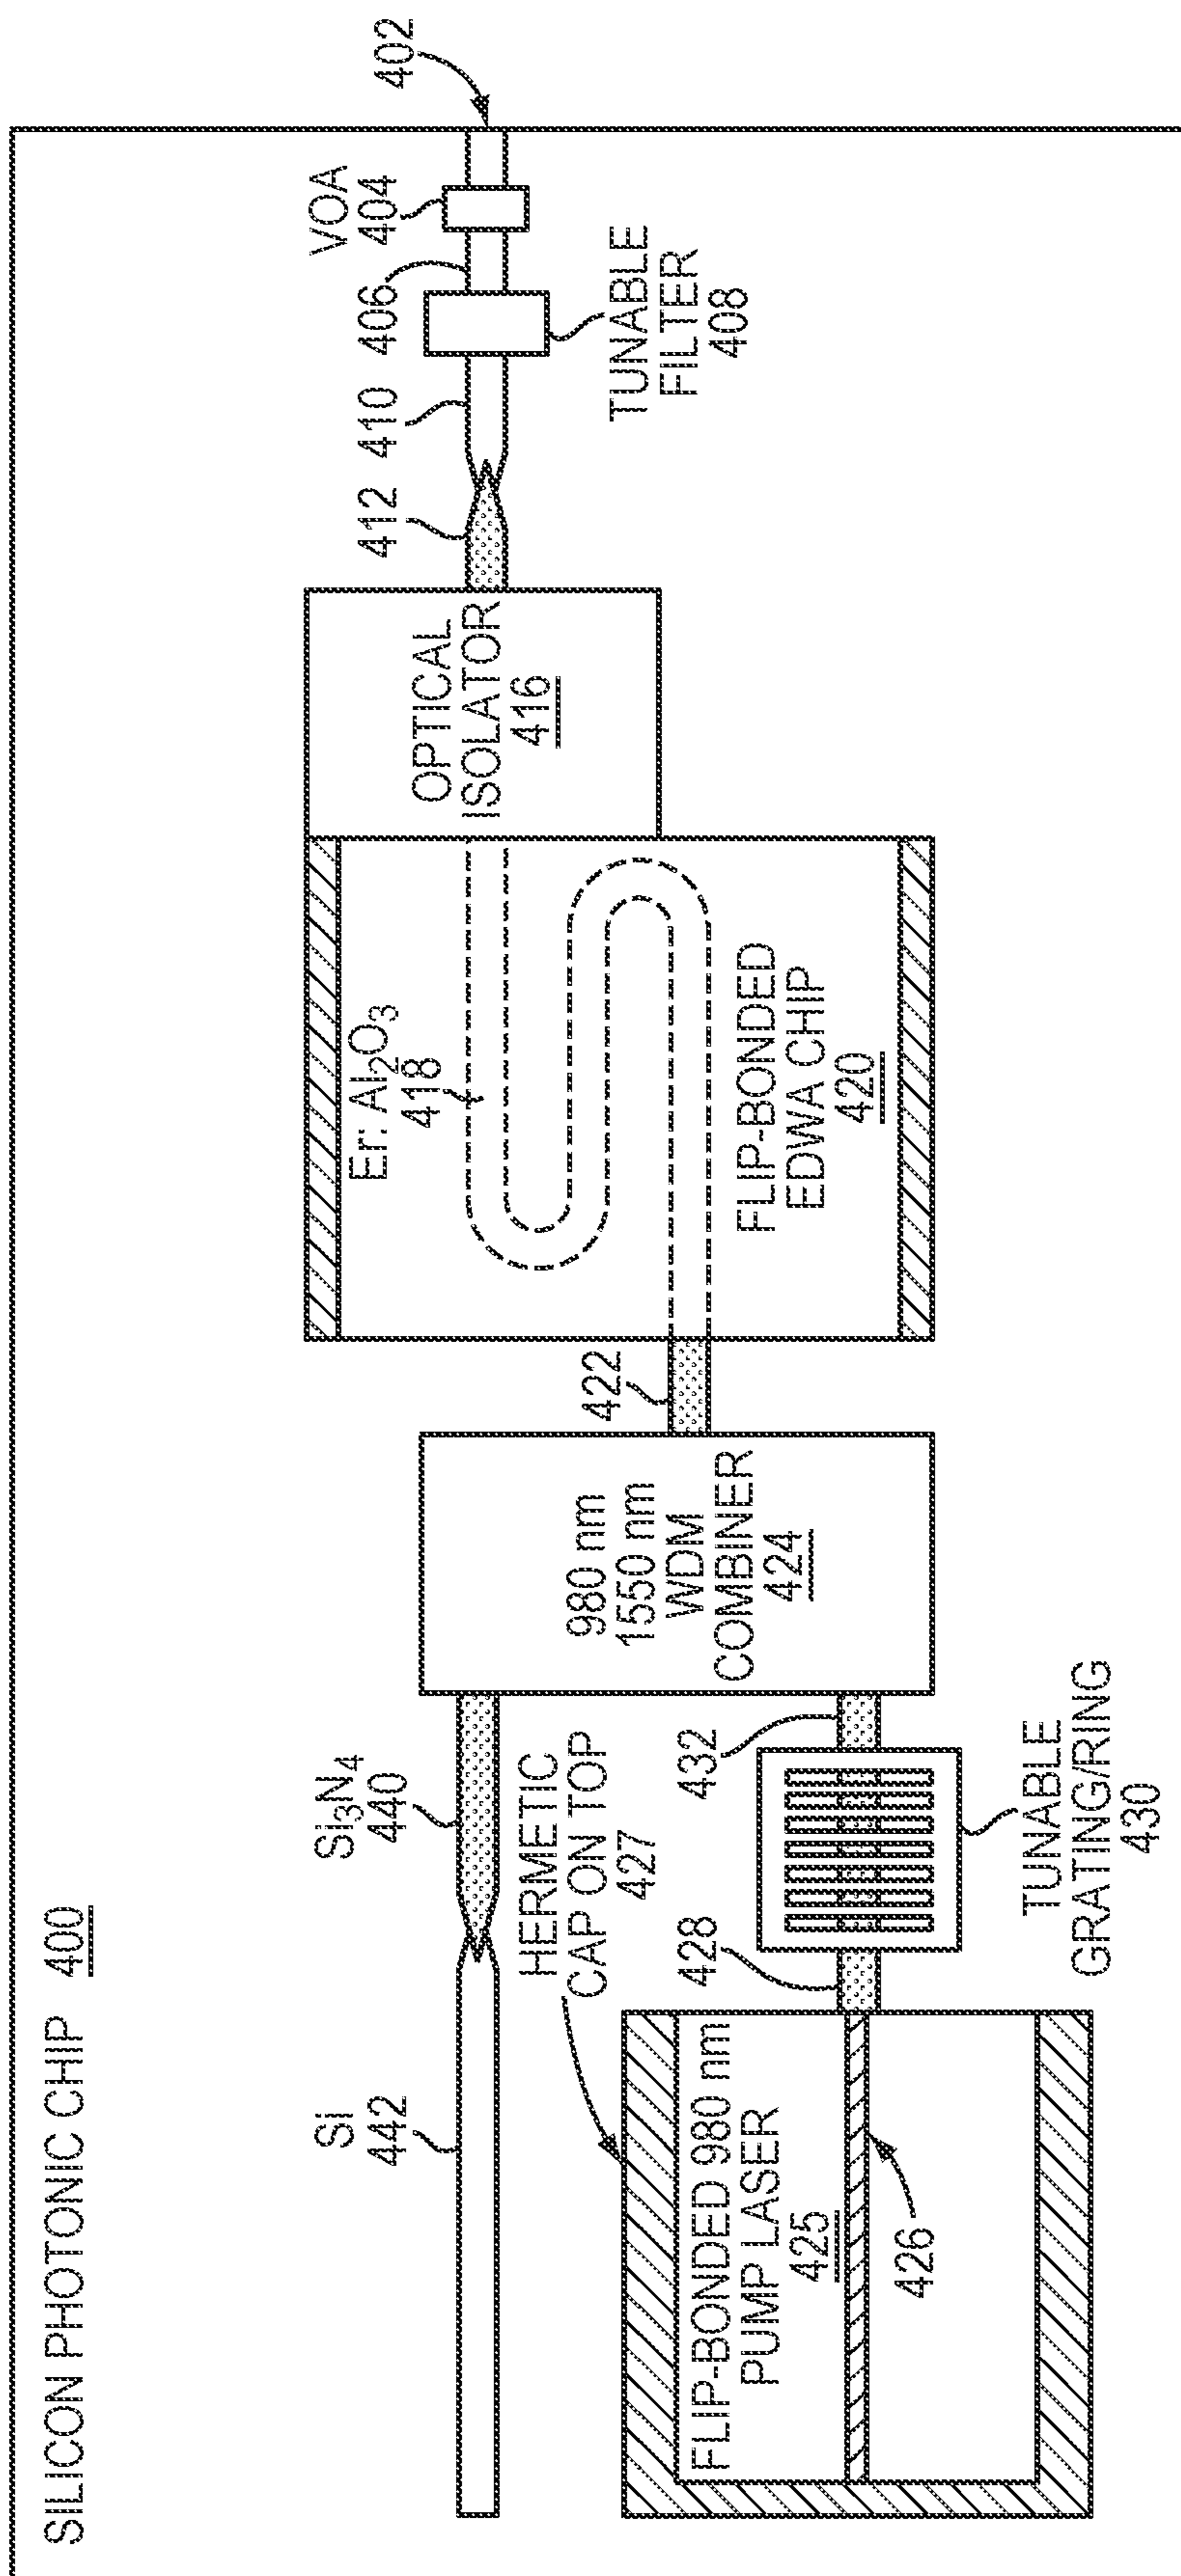 SILICON PHOTONIC CHIP 400
Si
442
Si3N4
440
HERMETIC
CAP ON TOP
427
FLIP-BONDED 980 nm
PUMP LASER
425
426
428
432
TUNABLE
GRATING/RING
430
980 nm
1550 nm
WDM
COMBINER
424
422
Er: Al2O3
418
FLIP-BONDED
EDWA CHIP
420
OPTICAL
ISOLATOR
416
412
410
406
VOA
404
TUNABLE
FILTER
408
402